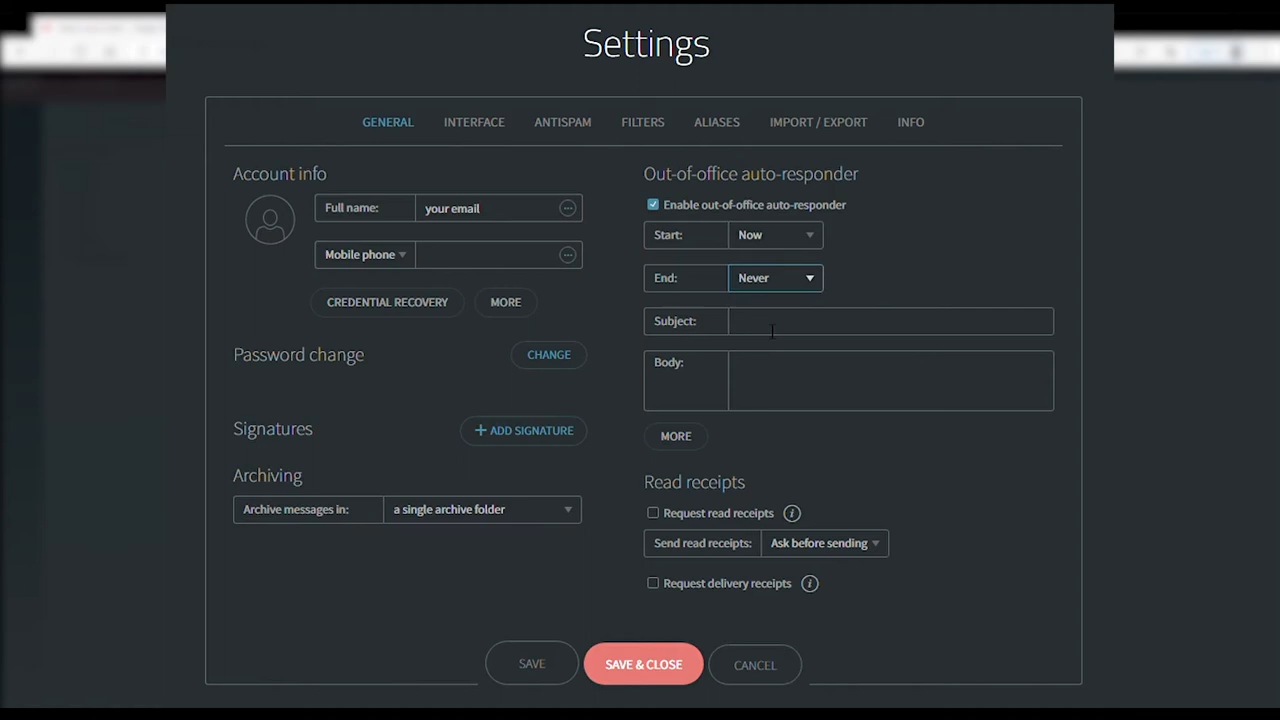 Settings
GENERAL INTERFACE ANTISPAM FILTERS ALIASES IMPORT / EXPORT INFO
Account info
Full name: your email
Mobile phone
CREDENTIAL RECOVERY MORE
Password change CHANGE
Signatures + ADD SIGNATURE
Archiving
Archive messages in: a single archive folder
Out-of-office auto-responder
Enable out-of-office auto-responder
Start: Now
End: Never
Subject:
Body:
MORE
Read receipts
Request read receipts i
Send read receipts: Ask before sending
Request delivery receipts i
SAVE SAVE & CLOSE CANCEL